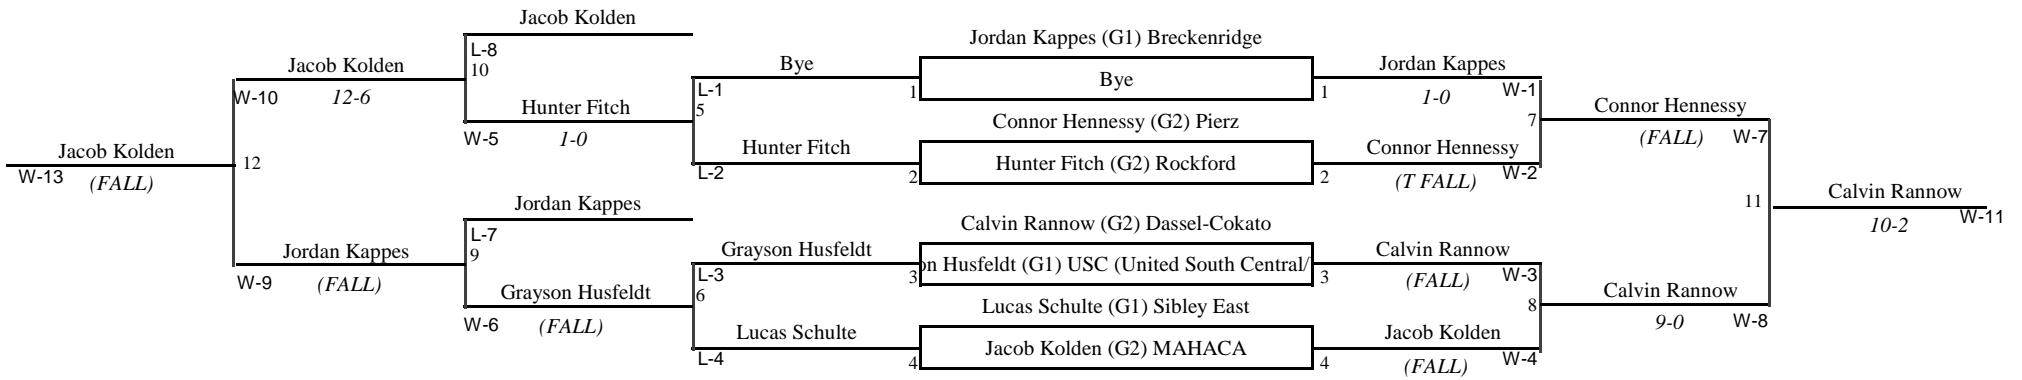 Jacob Kolden
Jordan Kappes (G1) Breckenridge
L-8
10
Jacob Kolden
Bye
Bye
Jordan Kappes
W-10
12-6
L-1
1
1
1-0
W-1
Hunter Fitch
5
Connor Hennessy
W-5
1-0
Connor Hennessy (G2) Pierz
7
(FALL)
W-7
Jacob Kolden
12
Hunter Fitch
Hunter Fitch (G2) Rockford
Connor Hennessy
W-13
(FALL)
L-2
2
2
(T FALL)
W-2
Jordan Kappes
Calvin Rannow
L-7
9
Calvin Rannow (G2) Dassel-Cokato
11
10-2
W-11
Jordan Kappes
Grayson Husfeldt
on Husfeldt (G1) USC (United South Central/
Calvin Rannow
W-9
(FALL)
L-3
3
3
(FALL)
W-3
Grayson Husfeldt
6
Calvin Rannow
W-6
(FALL)
Lucas Schulte (G1) Sibley East
8
9-0
W-8
Lucas Schulte
Jacob Kolden (G2) MAHACA
Jacob Kolden
L-4
4
4
(FALL)
W-4